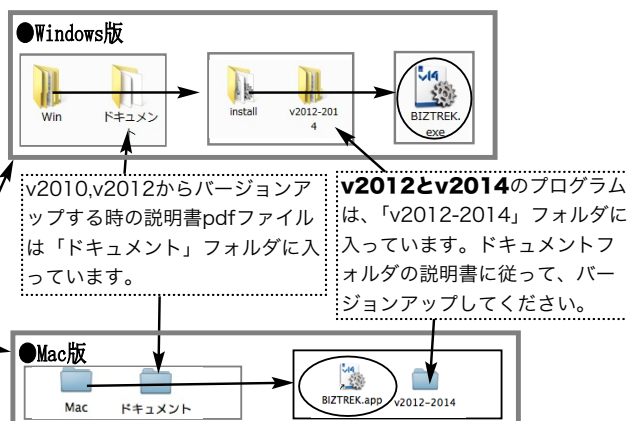 ●Windows版
Win
ドキュメン
ト
install
v2012-201
4
V14
BIZTREK.
exe
v2010,v2012からバージョンア
ップする時の説明書pdfファイル
は「ドキュメント」フォルダに入
っています。
v2012とv2014のプログラム
は、「v2012-2014」フォルダに
入っています。ドキュメントフ
ォルダの説明書に従って、バー
ジョンアップしてください。
●Mac版
Mac
ドキュメント
V14
BIZTREK.app
v2012-2014